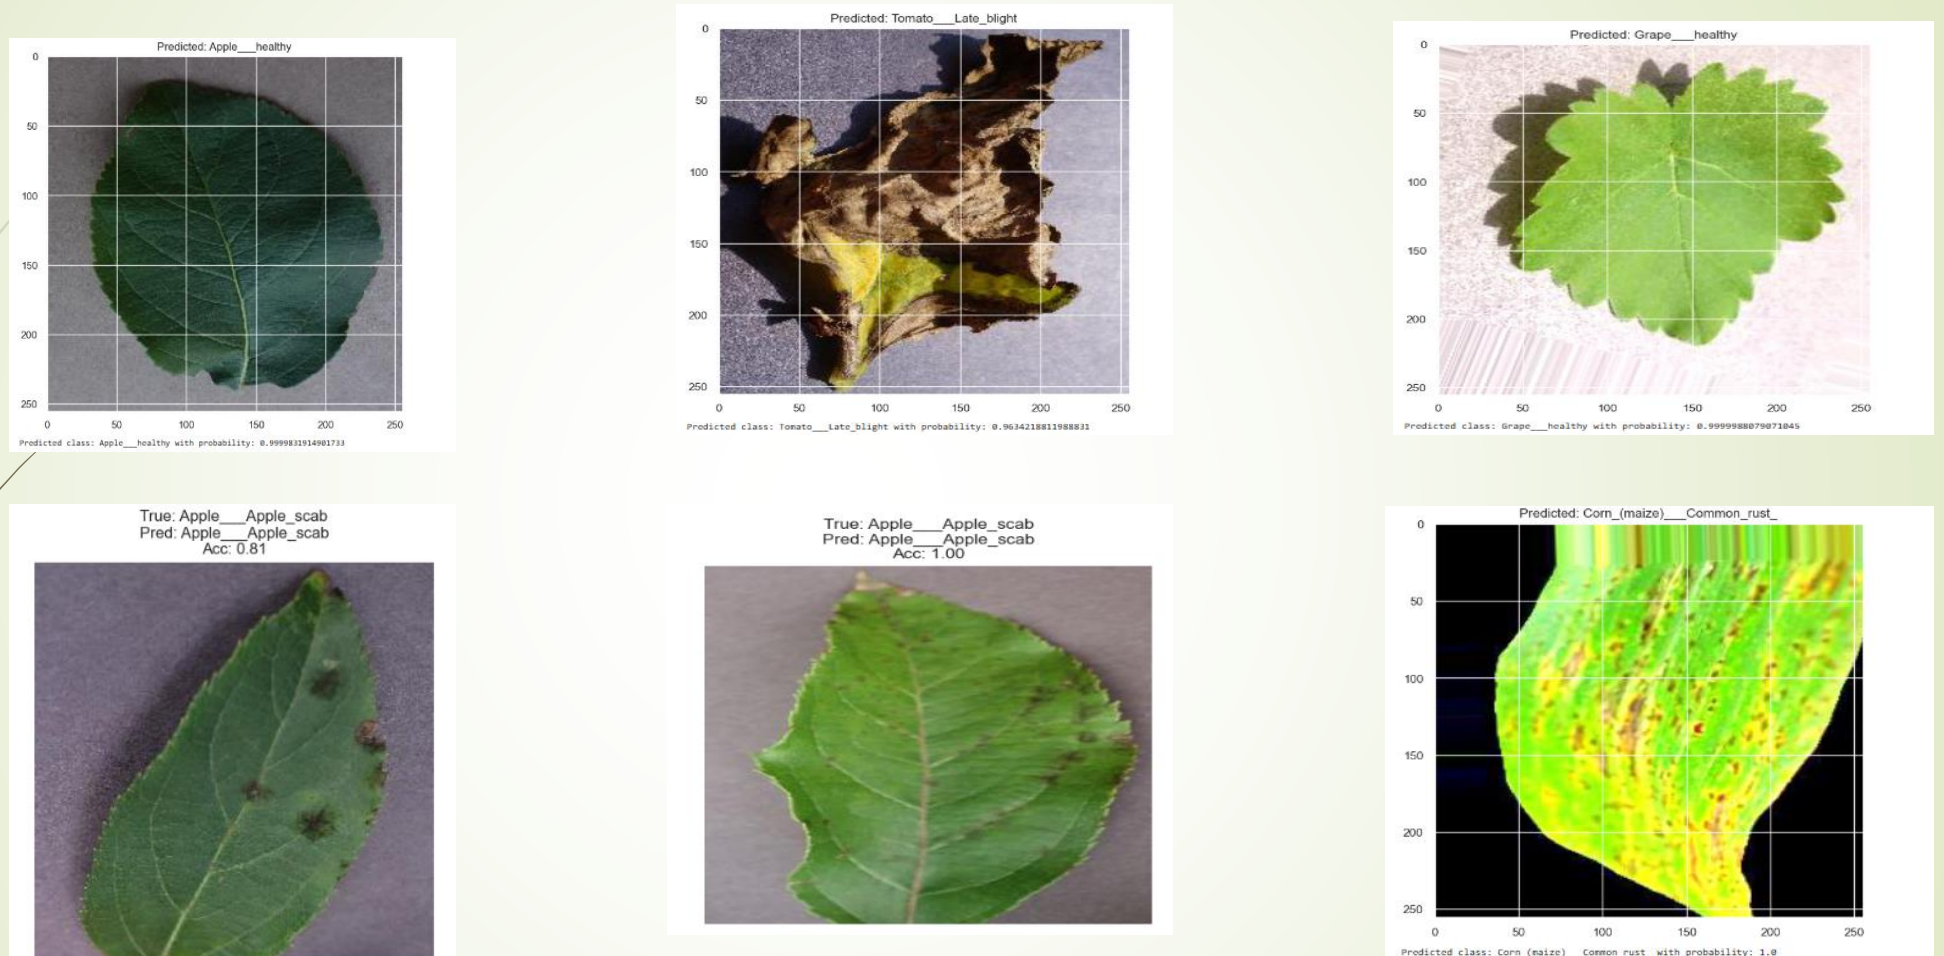 Predicted: Apple___healthy
0
50
100
150
200
250
0 50 100 150 200 250
Predicted class: Apple___healthy with probability: 0.9999831914901733
Predicted: Tomato___Late_blight
0
50
100
150
200
250
0 50 100 150 200 250
Predicted class: Tomato___Late_blight with probability: 0.9634218811988831
Predicted: Grape___healthy
0
50
100
150
200
250
0 50 100 150 200 250
Predicted class: Grape___healthy with probability: 0.9999988079071045
True: Apple___Apple_scab
Pred: Apple___Apple_scab
Acc: 0.81
True: Apple___Apple_scab
Pred: Apple___Apple_scab
Acc: 1.00
Predicted: Corn_(maize)___Common_rust_
0
50
100
150
200
250
0 50 100 150 200 250
Predicted class: Corn (maize)   Common rust  with probability: 1.0